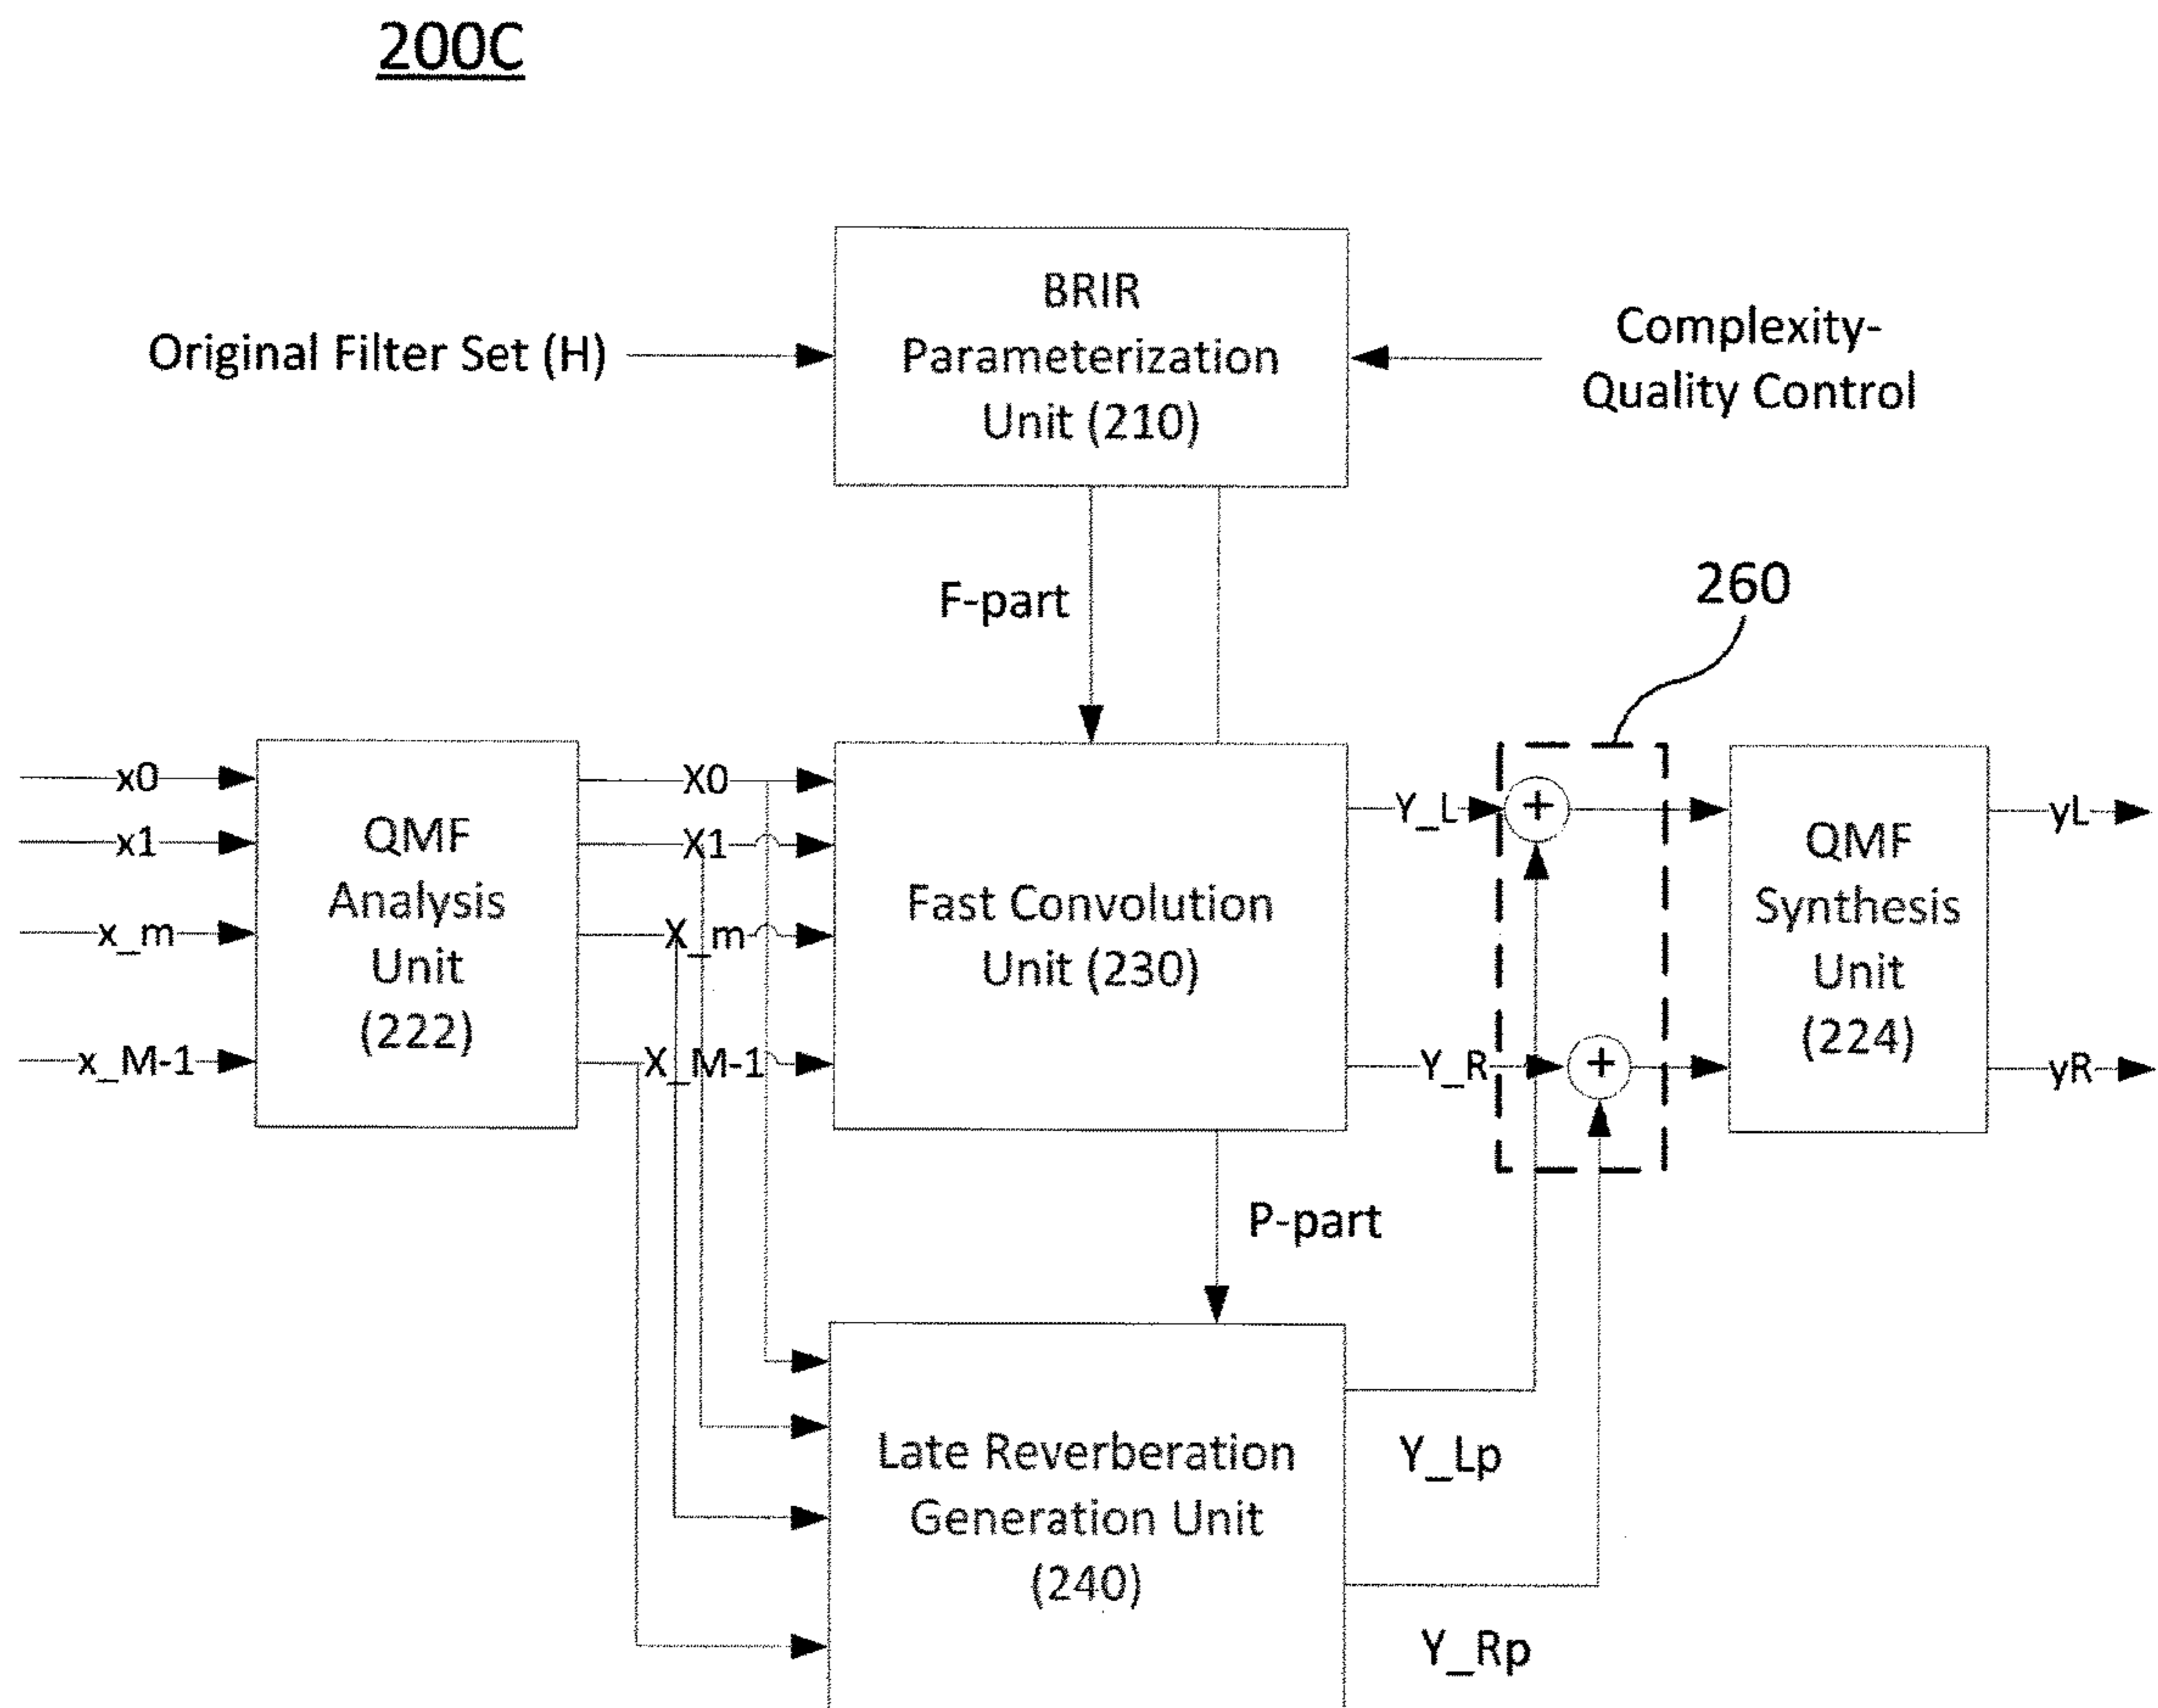 200C
BRIR
Parameterization
Unit (210)
Original Filter Set (H)
Complexity-
Quality Control
F-part
260
x0
x1
x_m
x_M-1
QMF
Analysis
Unit
(222)
X0
X1
X_m
X_M-1
Fast Convolution
Unit (230)
Y_L
Y_R
+
+
QMF
Synthesis
Unit
(224)
yL
yR
P-part
Late Reverberation
Generation Unit
(240)
Y_Lp
Y_Rp